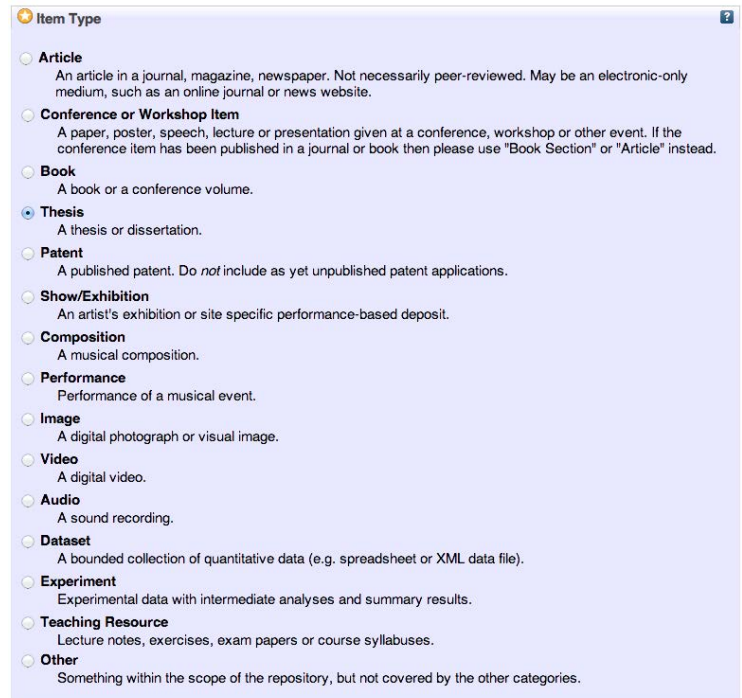 Item Type
?
Article
An article in a journal, magazine, newspaper. Not necessarily peer-reviewed. May be an electronic-only
medium, such as an online journal or news website.
Conference or Workshop Item
A paper, poster, speech, lecture or presentation given at a conference, workshop or other event. If the
conference item has been published in a journal or book then please use "Book Section" or "Article" instead.
Book
A book or a conference volume.
Thesis
A thesis or dissertation.
Patent
A published patent. Do not include as yet unpublished patent applications.
Show/Exhibition
An artist's exhibition or site specific performance-based deposit.
Composition
A musical composition.
Performance
Performance of a musical event.
Image
A digital photograph or visual image.
Video
A digital video.
Audio
A sound recording.
Dataset
A bounded collection of quantitative data (e.g. spreadsheet or XML data file).
Experiment
Experimental data with intermediate analyses and summary results.
Teaching Resource
Lecture notes, exercises, exam papers or course syllabuses.
Other
Something within the scope of the repository, but not covered by the other categories.